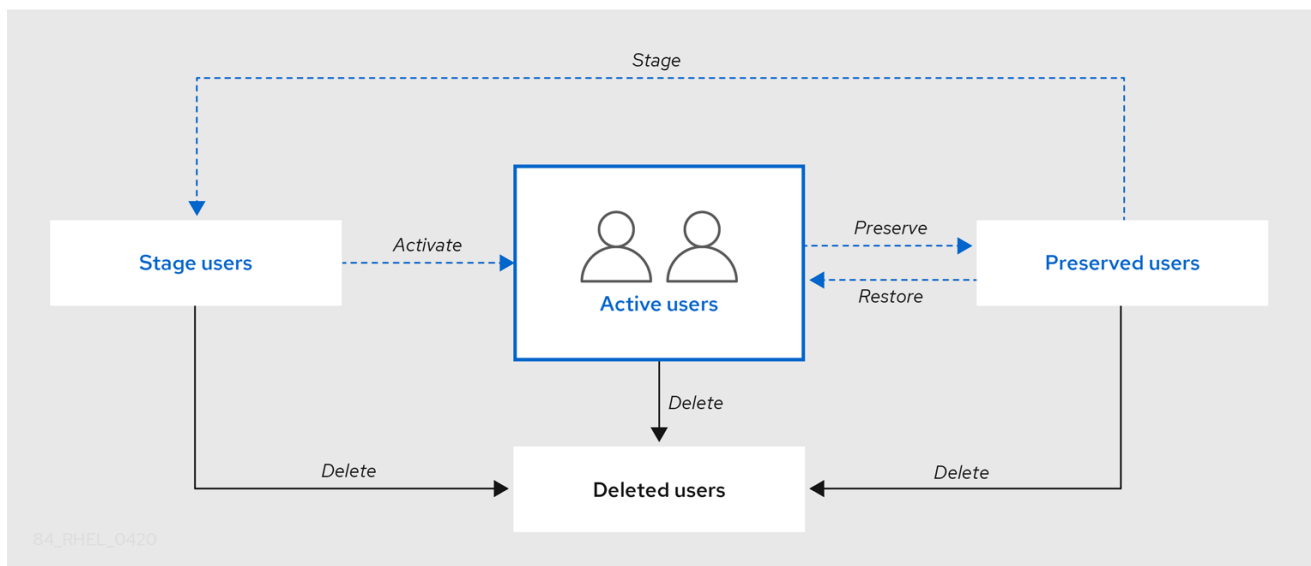 Stage
Stage users
Activate
Active users
Preserve
Restore
Preserved users
Delete
Delete
Deleted users
Delete
84_RHEL_0420